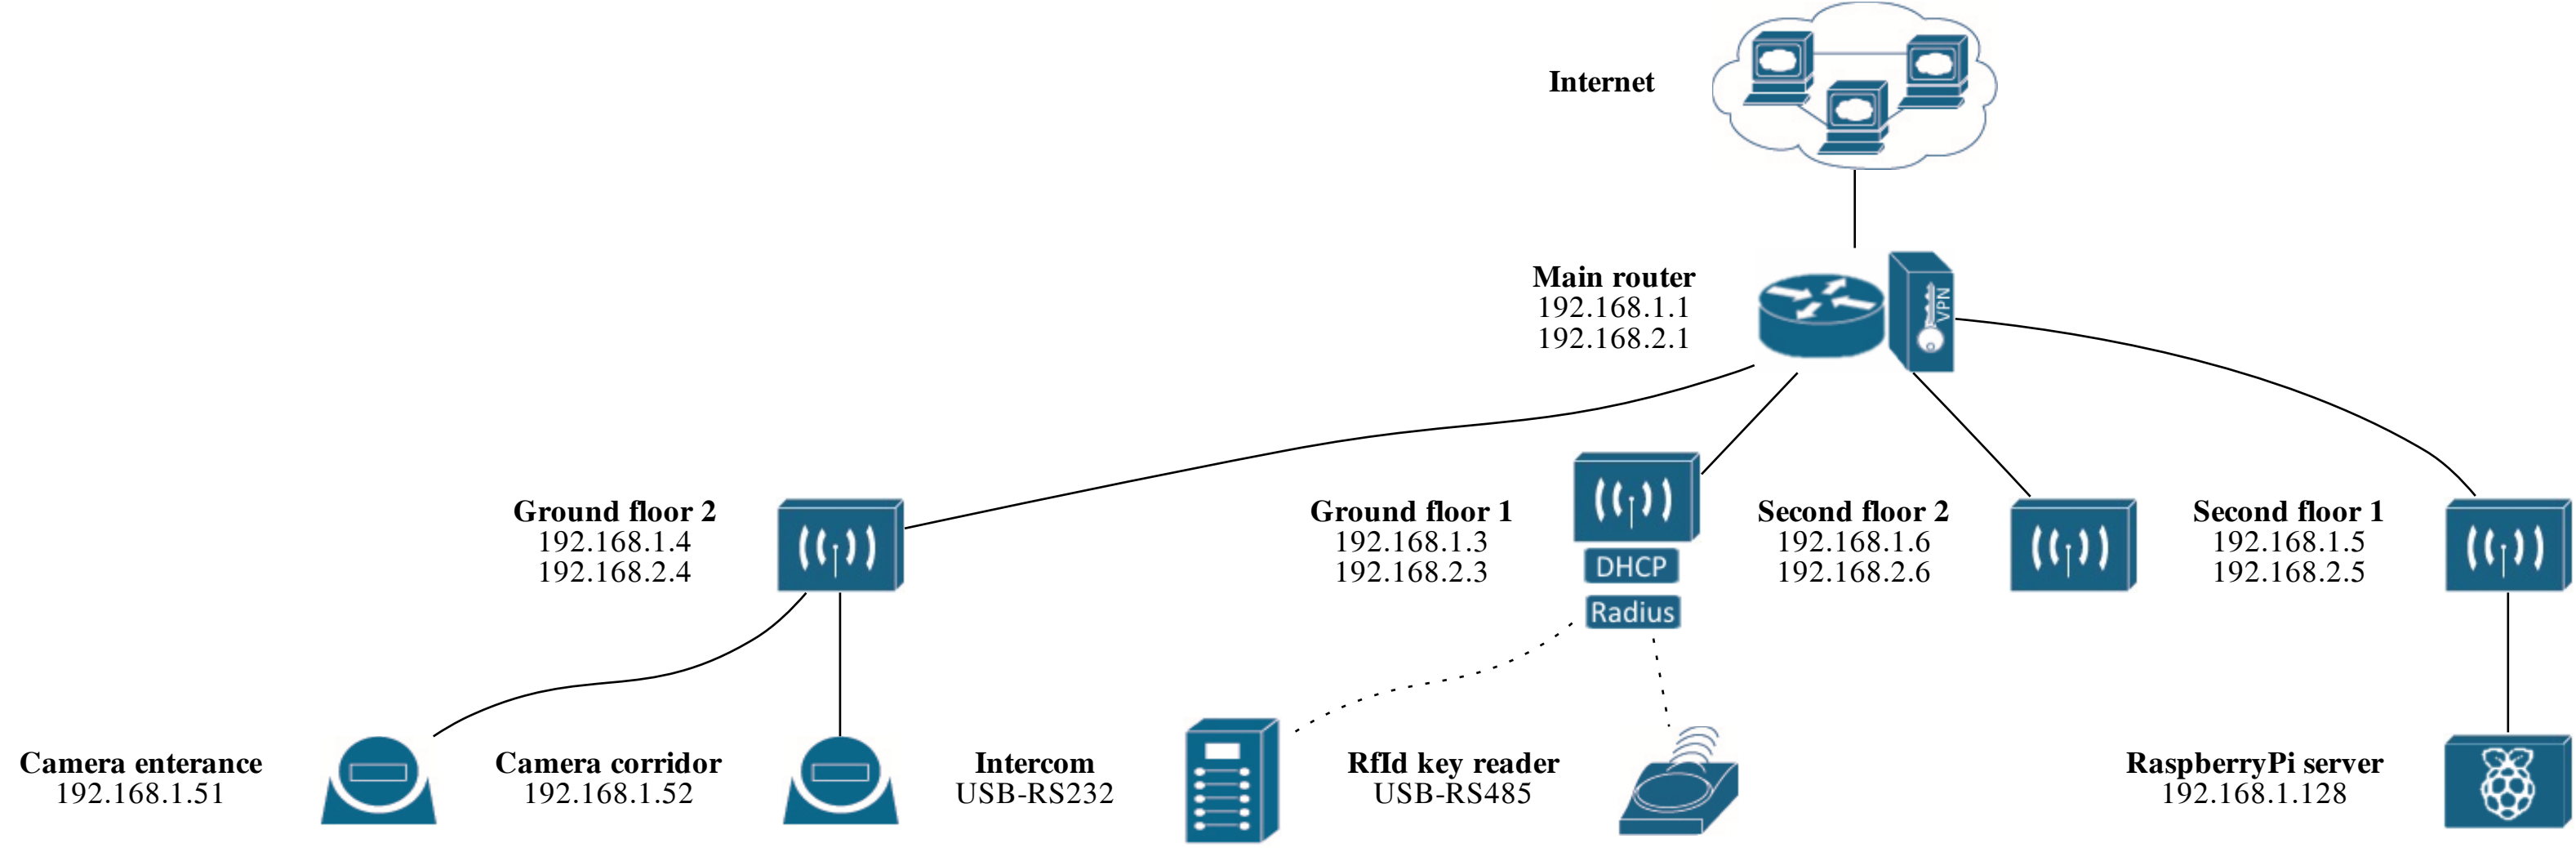 Internet
Main router
192.168.1.1
192.168.2.1
VPN
Ground floor 2
192.168.1.4
192.168.2.4
Ground floor 1
192.168.1.3
192.168.2.3
DHCP
Radius
Second floor 2
192.168.1.6
192.168.2.6
Second floor 1
192.168.1.5
192.168.2.5
Camera enterance
192.168.1.51
Camera corridor
192.168.1.52
Intercom
USB-RS232
RfId key reader
USB-RS485
RaspberryPi server
192.168.1.128